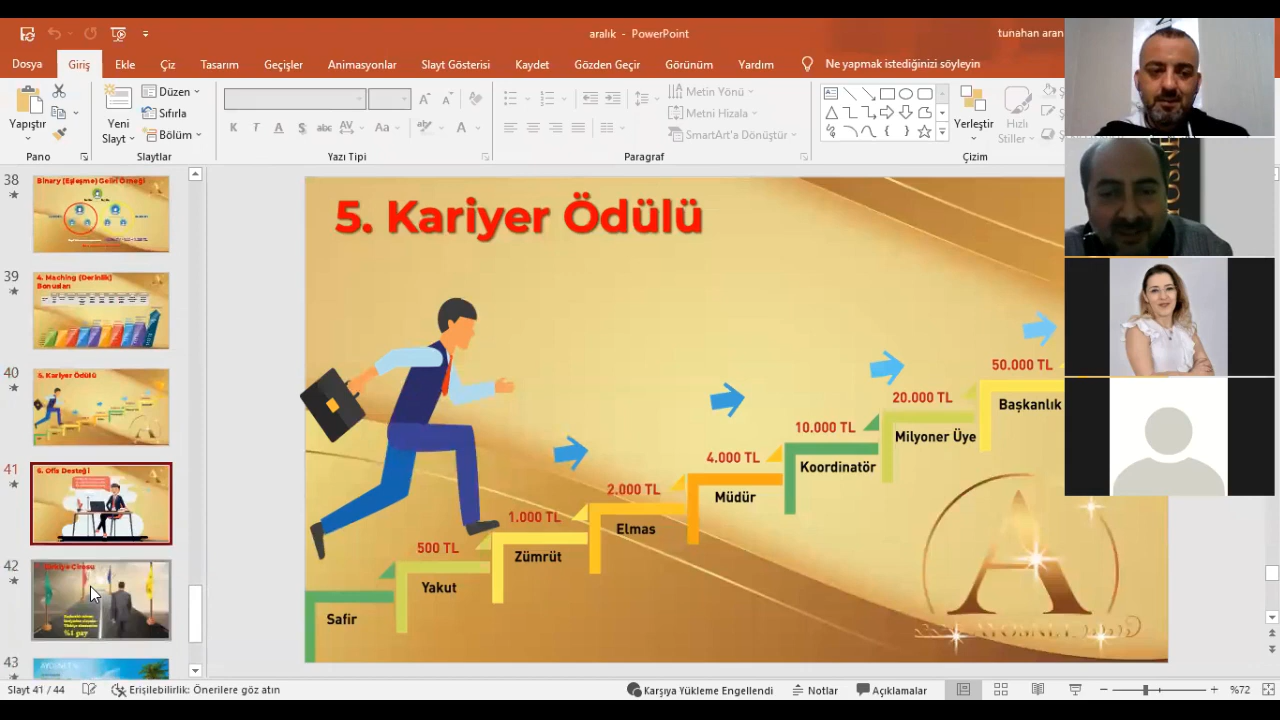 aralık - PowerPoint
tunahan aran
Dosya
Giriş
Ekle
Çiz
Tasarım
Geçişler
Animasyonlar
Slayt Gösterisi
Kaydet
Gözden Geçir
Görünüm
Yardım
Ne yapmak istediğinizi söyleyin
Yapıştır
Yeni
Slayt
Düzen
Sıfırla
Bölüm
Metin Yönü
Metni Hizala
SmartArt'a Dönüştür
Yerleştir
Hızlı
Stiller
Pano
Slaytlar
Yazı Tipi
Paragraf
Çizim
38
Binary (Eşleşme) Gelir Örneği
39
4. Maching (Derinlik)
Bonusları
40
5. Kariyer Ödülü
41
6. Ofis Desteği
42
Türkiye Cirosu
%1 pay
43
5. Kariyer Ödülü
50.000 TL
Başkanlık
20.000 TL
Milyoner Üye
10.000 TL
Koordinatör
4.000 TL
Müdür
2.000 TL
Elmas
1.000 TL
Zümrüt
500 TL
Yakut
Safir
Slayt 41 / 44
Erişilebilirlik: Önerilere göz atın
Karşıya Yükleme Engellendi
Notlar
Açıklamalar
%72